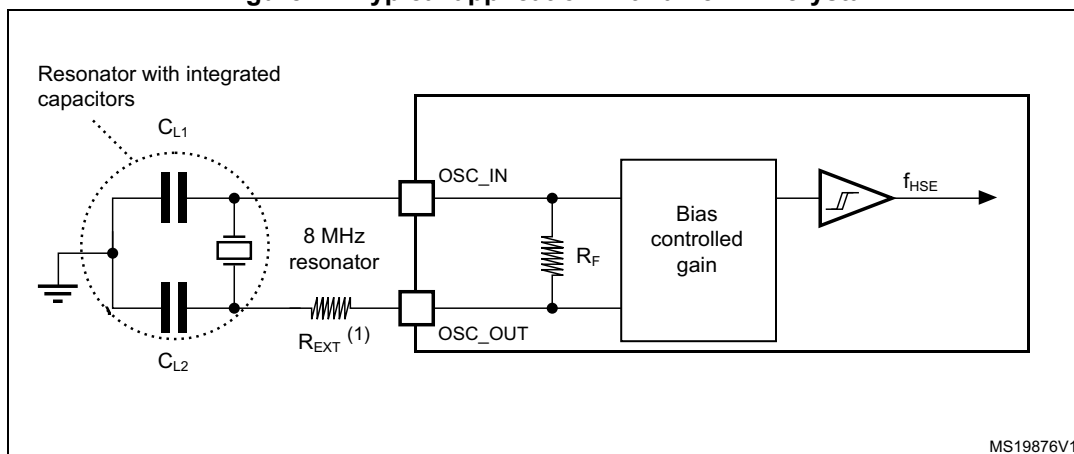 Resonator with integrated
capacitors
CL1
OSC_IN
fHSE
8 MHz
resonator
RF
Bias
controlled
gain
REXT (1)
OSC_OUT
CL2
MS19876V1